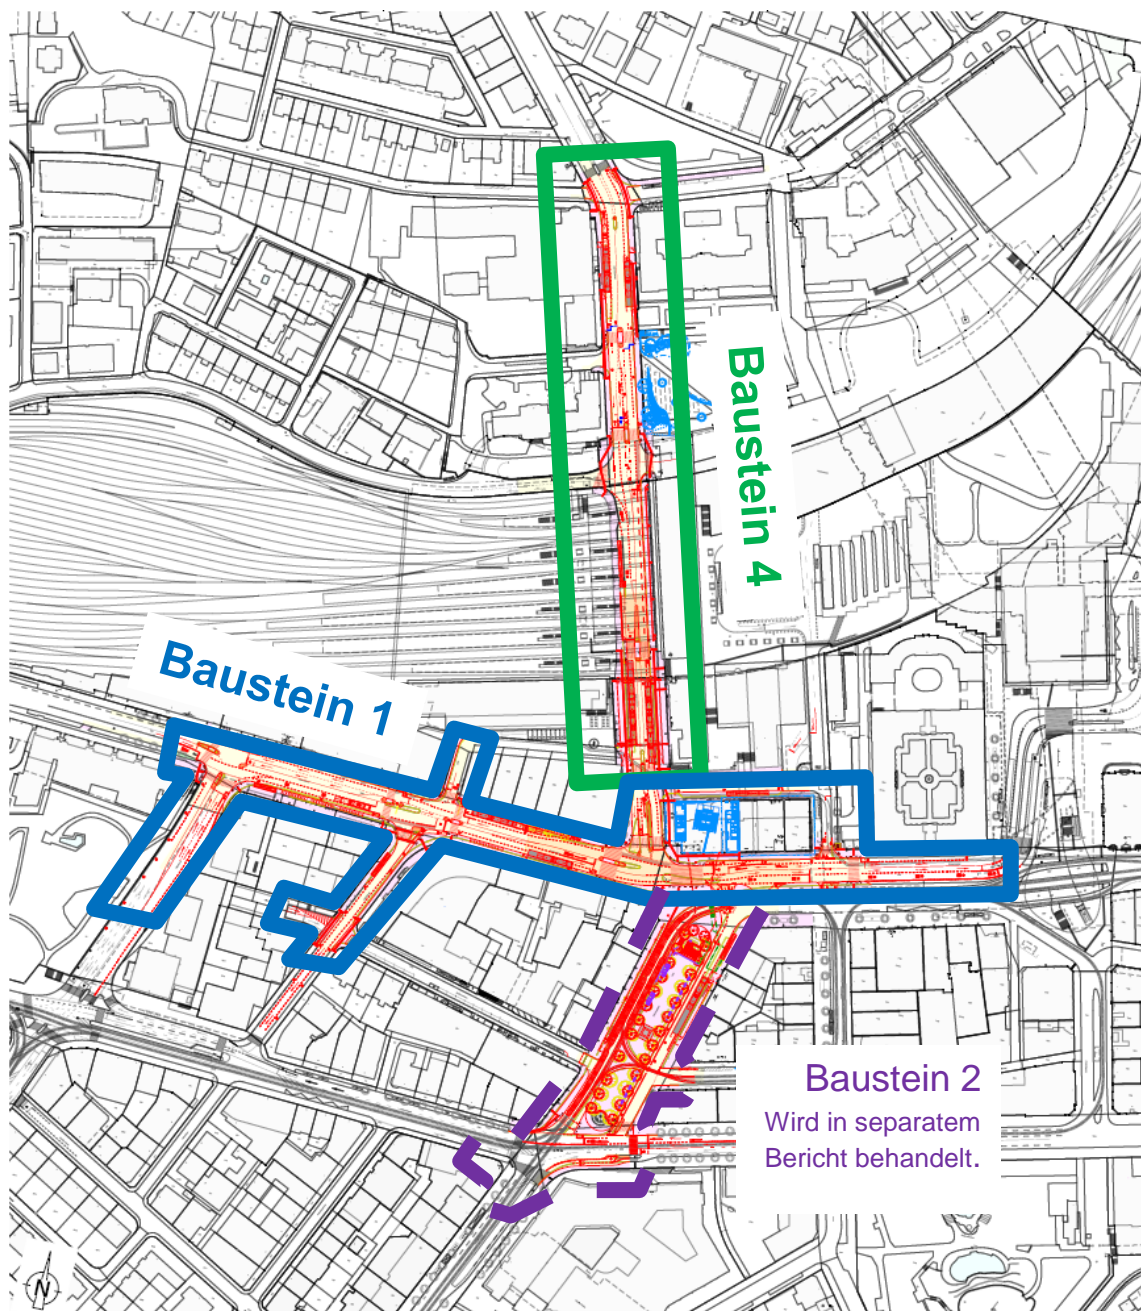 Baustein 4
Baustein 1
Baustein 2
Wird in separatem
Bericht behandelt.
N